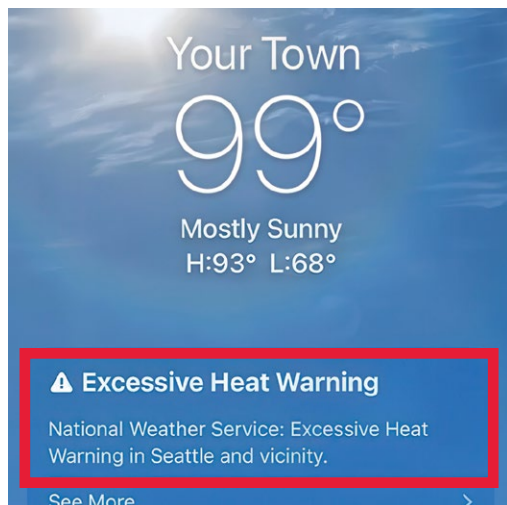 Your Town
99°
Mostly Sunny
H:93° L:68°
Excessive Heat Warning
National Weather Service: Excessive Heat
Warning in Seattle and vicinity.
See More